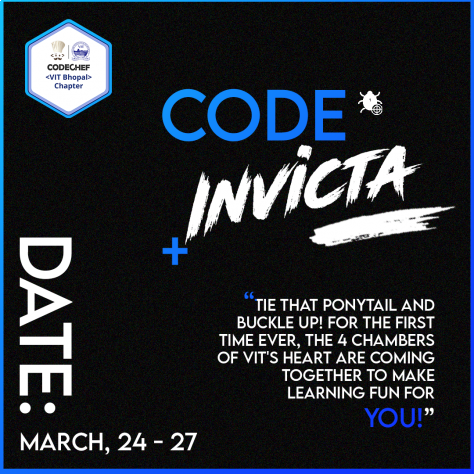 CODECHEF
<VIT Bhopal>
Chapter
CODE
INVICTA
+
DATE:
MARCH, 24 - 27
“TIE THAT PONYTAIL AND
BUCKLE UP! FOR THE FIRST
TIME EVER, THE 4 CHAMBERS
OF VIT'S HEART ARE COMING
TOGETHER TO MAKE
LEARNING FUN FOR
YOU!”